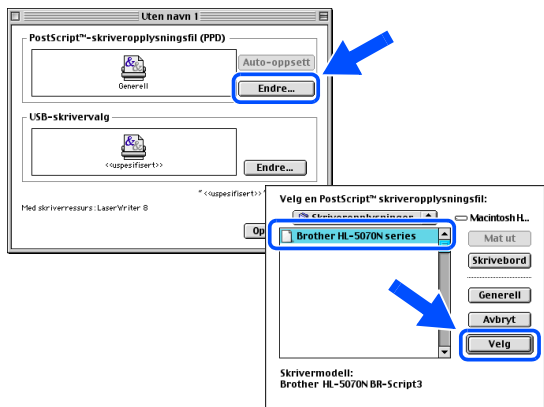 Uten navn 1
PostScript™-skriveropplysningsfil (PPD)
Auto-oppsett
Generell
Endre...
USB-skrivervalg
<<uspesifisert>>
Endre...
"<<uspesifisert>>
Med skriverressurs: LaserWriter 8
Op
Velg en PostScript™ skriveropplysningsfil:
Skriveropplysninger
Macintosh H...
Brother HL-5070N series
Mat ut
Skrivebord
Generell
Avbryt
Velg
Skrivermodell:
Brother HL-5070N BR-Script3